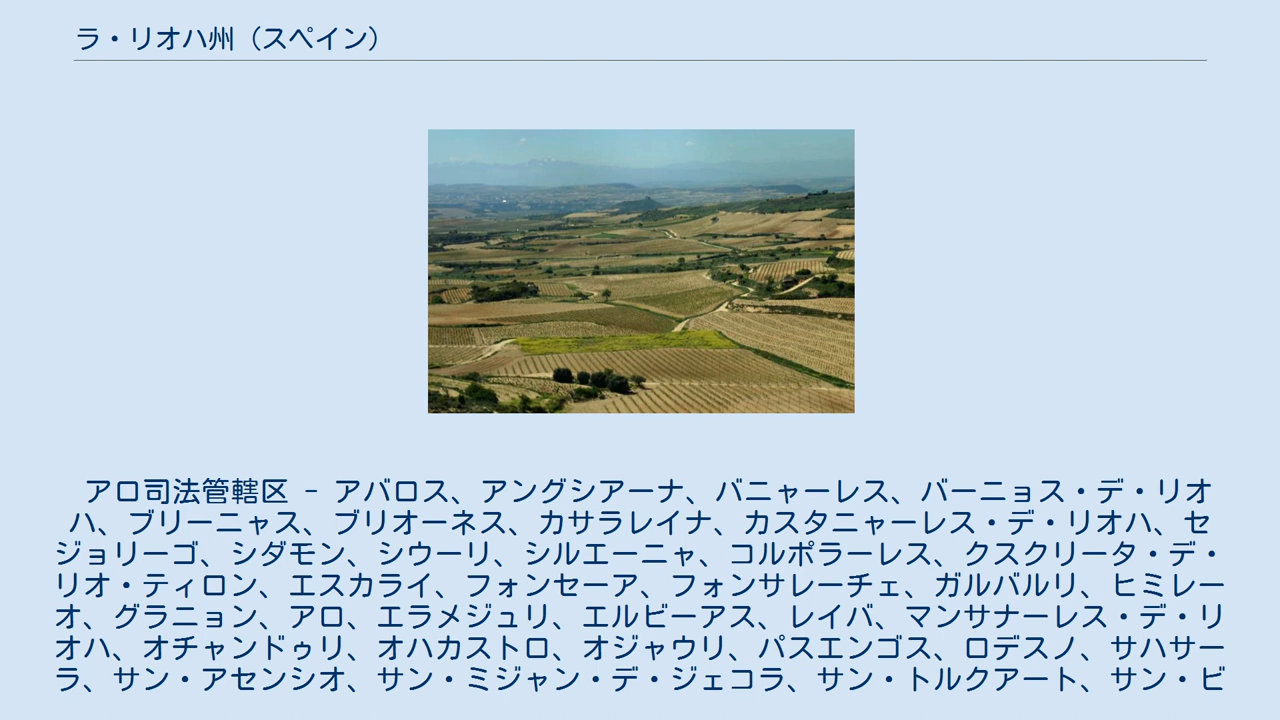 ラ・リオハ州（スペイン）
アロ司法管轄区 - アバロス、アングシアーナ、バニャーレス、バーニョス・デ・リオ
ハ、ブリーニャス、ブリオーネス、カサラレイナ、カスタニャーレス・デ・リオハ、セ
ジョリーゴ、シダモン、シウーリ、シルエーニャ、コルポラーレス、クスクリータ・デ・
リオ・ティロン、エスカライ、フォンセーア、フォンサレーチェ、ガルバルリ、ヒミレー
オ、グラニョン、アロ、エラメジュリ、エルビーアス、レイバ、マンサナーレス・デ・リ
オハ、オチャンドゥリ、オハカストロ、オジャウリ、パスエンゴス、ロデスノ、サハサー
ラ、サン・アセンシオ、サン・ミジャン・デ・ジェコラ、サン・トルクアート、サン・ビ